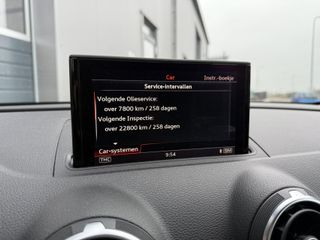 Car
Instr.-boekje
Service-intervallen
Volgende Olieservice:
over 7800 km / 258 dagen
Volgende Inspectie:
over 22800 km / 258 dagen
Car-systemen
TMC
9:54